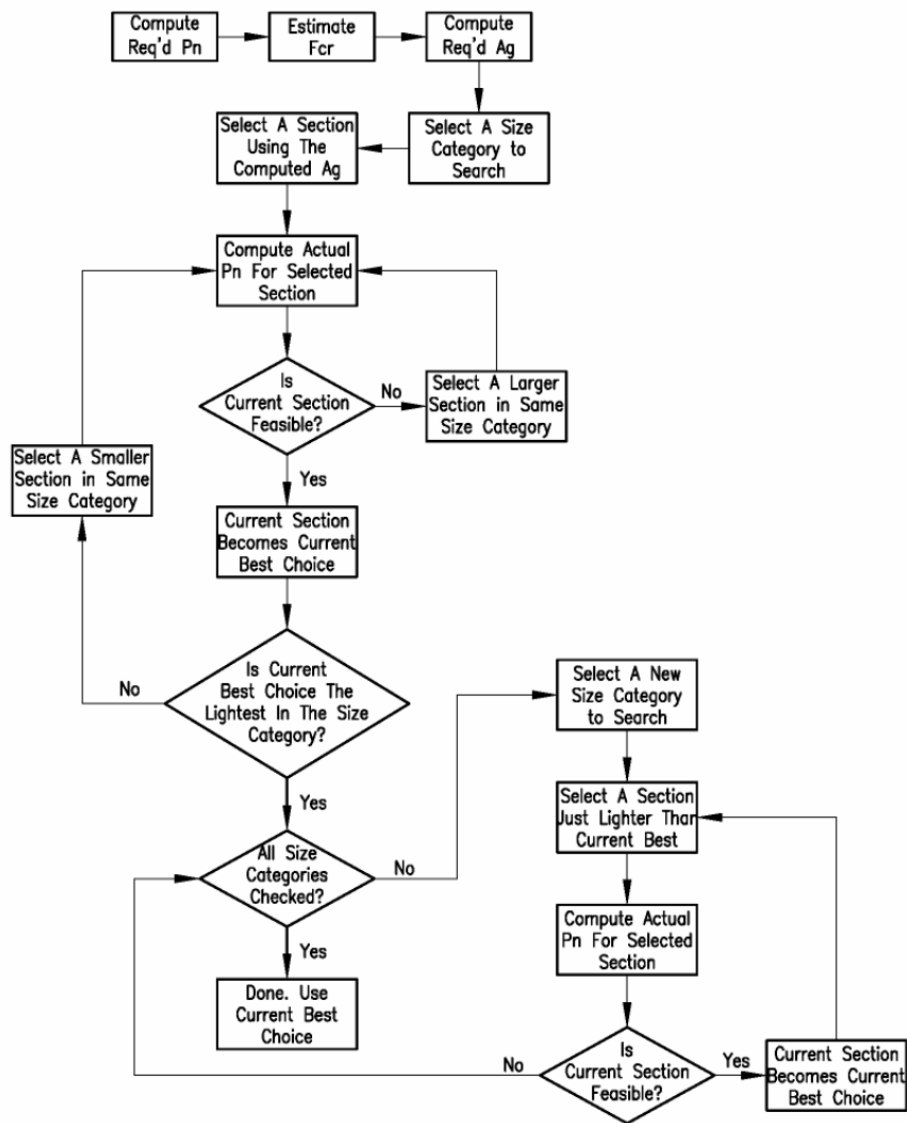 Compute
Req'd Pn
Estimate
Fcr
Compute
Req'd Ag
Select A Section
Using The
Computed Ag
Select A Size
Category to
Search
Compute Actual
Pn For Selected
Section
Is
Current Section
Feasible?
No
Select A Larger
Section in Same
Size Category
Select A Smaller
Section in Same
Size Category
Yes
Current Section
Becomes Current
Best Choice
Is Current
Best Choice The
Lightest In The Size
Category?
No
Yes
Select A New
Size Category
to Search
Select A Section
Just Lighter Than
Current Best
All Size
Categories
Checked?
No
Yes
Compute Actual
Pn For Selected
Section
Done. Use
Current Best
Choice
Is
Current Section
Feasible?
No
Yes
Current Section
Becomes Current
Best Choice